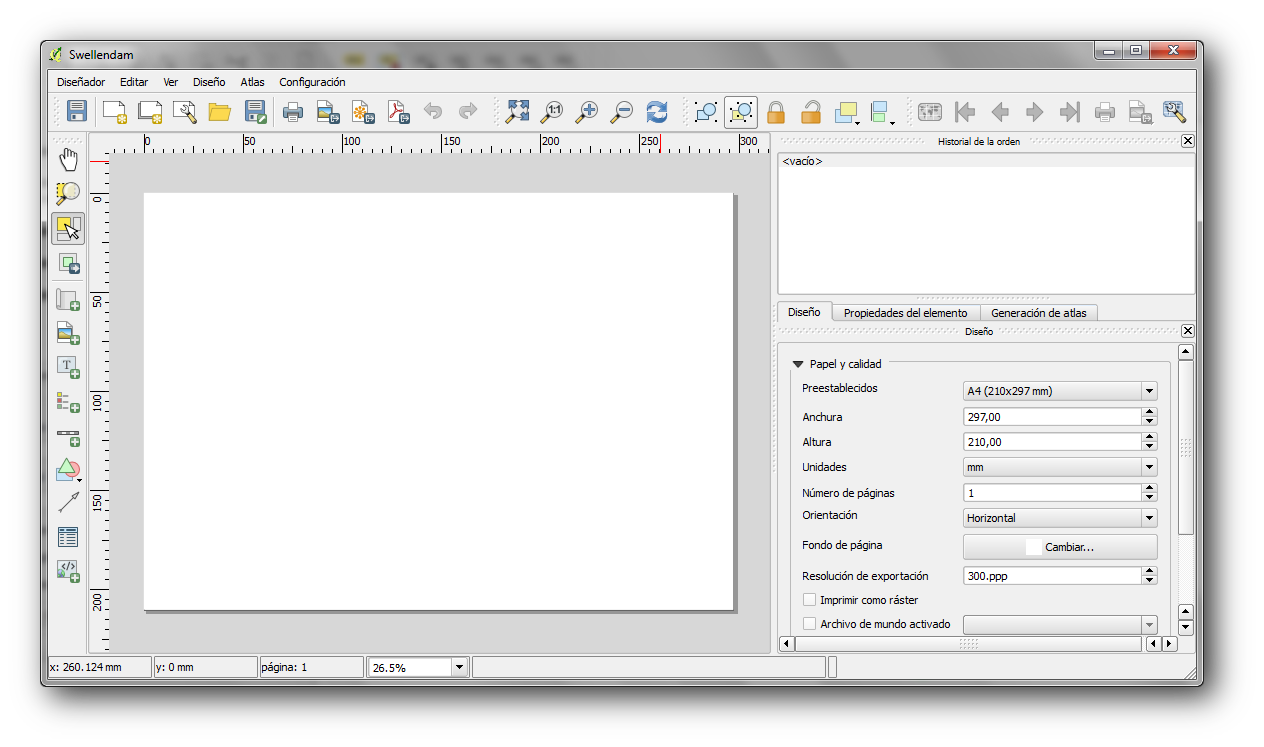 Swellendam
Diseñador Editar Ver Diseño Atlas Configuración
1:1
0 50 100 150 200 250 300
Historial de la orden
<vacío>
0
50
100
150
200
Diseño Propiedades del elemento Generación de atlas
Diseño
Papel y calidad
Preestablecidos A4 (210x297 mm)
Anchura 297,00
Altura 210,00
Unidades mm
Número de páginas 1
Orientación Horizontal
Fondo de página Cambiar...
Resolución de exportación 300.ppp
Imprimir como ráster
Archivo de mundo activado
x: 260.124 mm y: 0 mm página: 1 26.5%